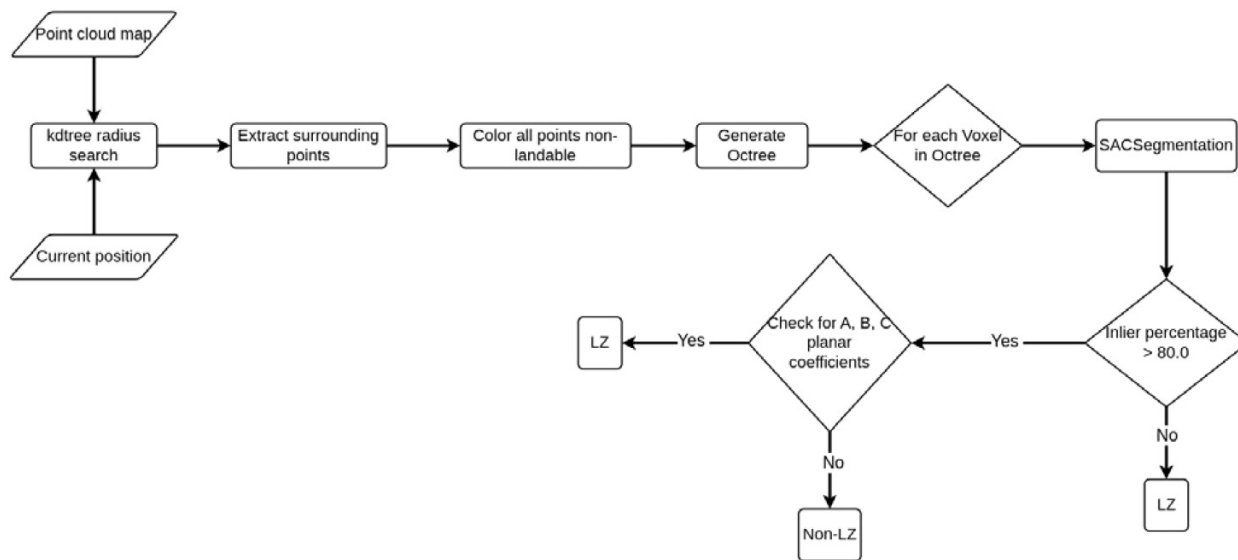 Point cloud map
kdtree radius
search
Current position
Extract surrounding
points
Color all points non-
landable
Generate
Octree
For each Voxel
in Octree
SACSegmentation
Inlier percentage
> 80.0
Yes
No
LZ
Check for A, B, C
planar
coefficients
Yes
LZ
No
Non-LZ